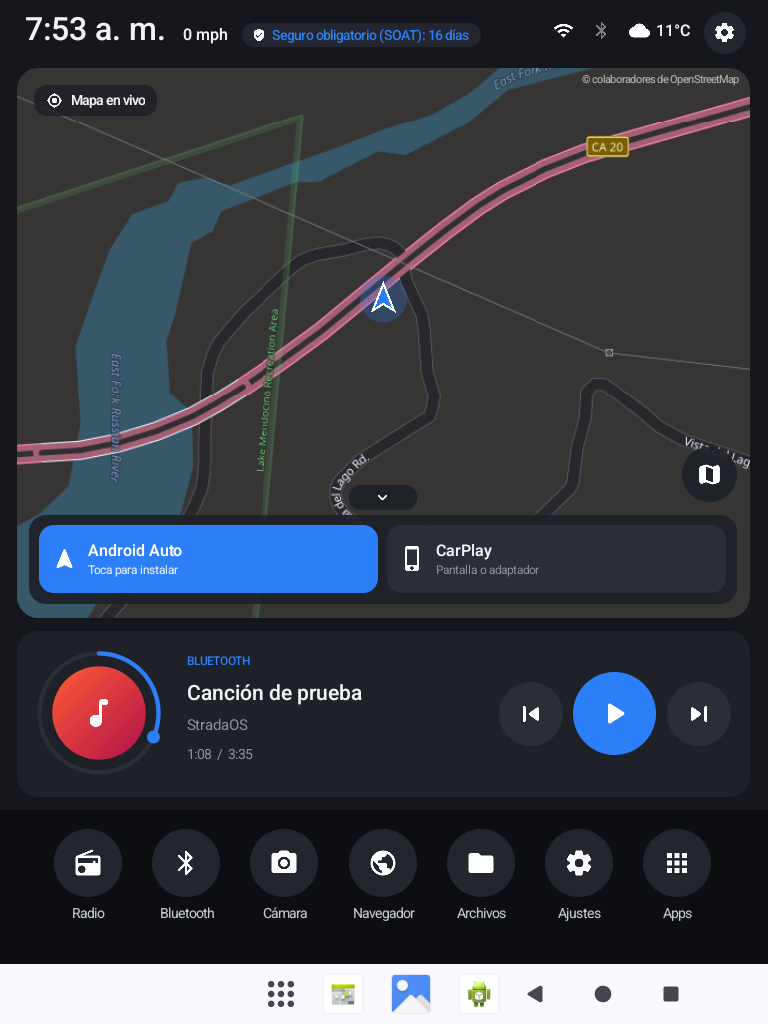 7:53 a. m.
0 mph
Seguro obligatorio (SOAT): 16 días
11°C
© colaboradores de OpenStreetMap
Mapa en vivo
CA 20
Lake Mendocino Recreation Area
East Fork Russian River
del Lago Rd.
Android Auto
Toca para instalar
CarPlay
Pantalla o adaptador
BLUETOOTH
Canción de prueba
StradaOS
1:08 / 3:35
Radio
Bluetooth
Cámara
Navegador
Archivos
Ajustes
Apps